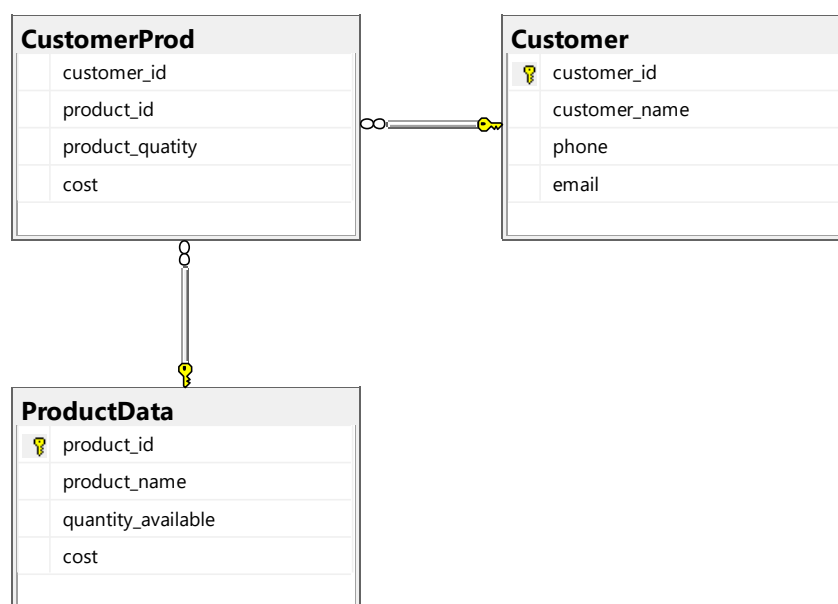 CustomerProd
customer_id
product_id
product_quatity
cost
Customer
customer_id
customer_name
phone
email
ProductData
product_id
product_name
quantity_available
cost